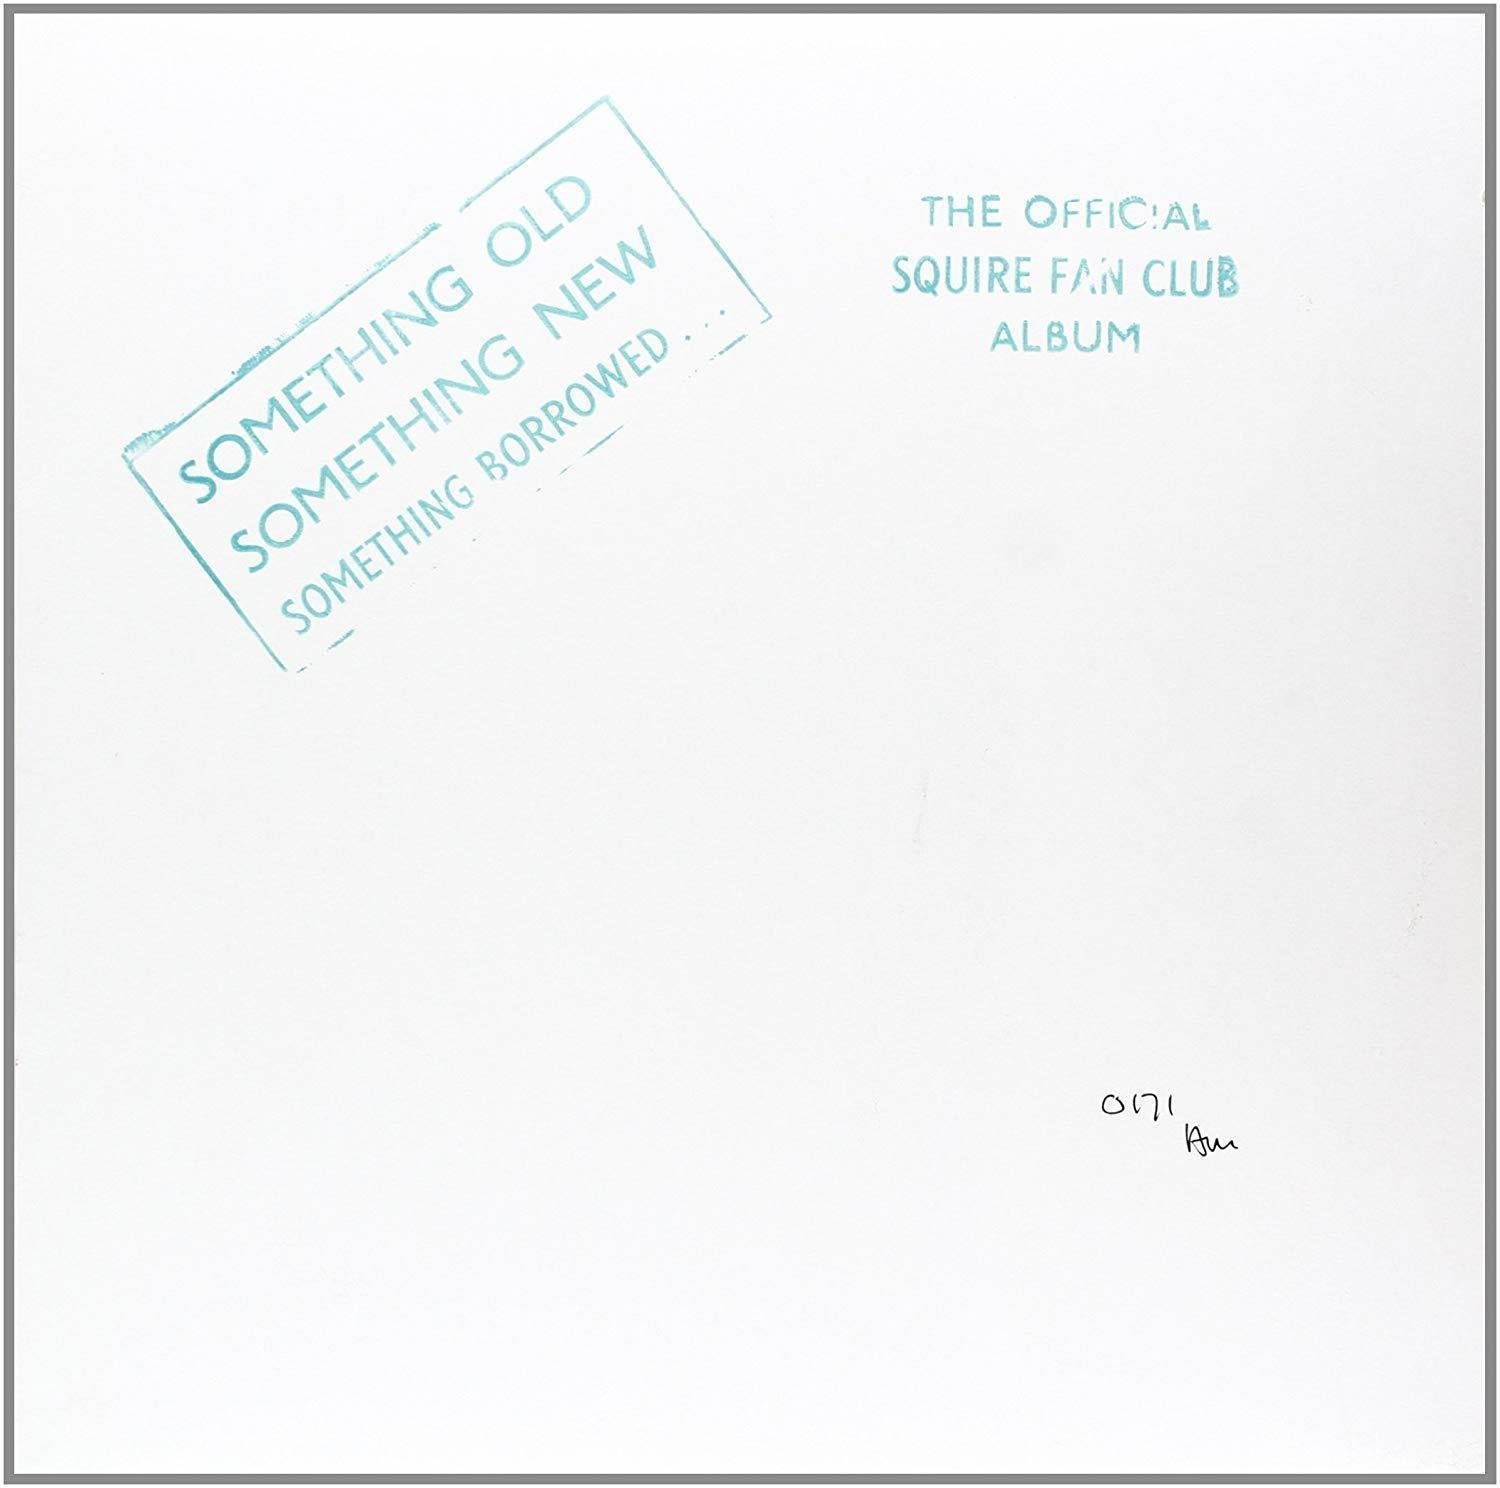 SOMETHING OLD
SOMETHING NEW
SOMETHING BORROWED...
THE OFFICIAL
SQUIRE FAN CLUB
ALBUM
0171